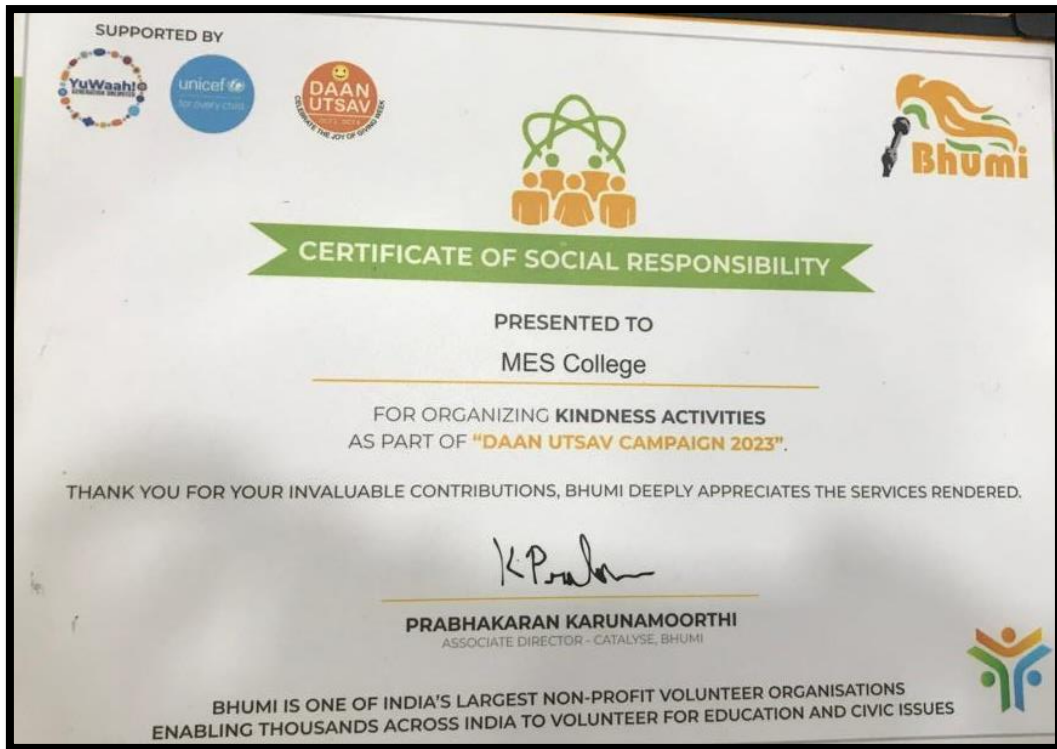 SUPPORTED BY
YuWaah!
GENERATION UNLIMITED
unicef
for every child
DAAN
UTSAV
CELEBRATE THE JOY OF GIVING WEEK
Bhumi
CERTIFICATE OF SOCIAL RESPONSIBILITY
PRESENTED TO
MES College
FOR ORGANIZING KINDNESS ACTIVITIES
AS PART OF "DAAN UTSAV CAMPAIGN 2023".
THANK YOU FOR YOUR INVALUABLE CONTRIBUTIONS, BHUMI DEEPLY APPRECIATES THE SERVICES RENDERED.
PRABHAKARAN KARUNAMOORTHI
ASSOCIATE DIRECTOR - CATALYSE, BHUMI
BHUMI IS ONE OF INDIA'S LARGEST NON-PROFIT VOLUNTEER ORGANISATIONS
ENABLING THOUSANDS ACROSS INDIA TO VOLUNTEER FOR EDUCATION AND CIVIC ISSUES